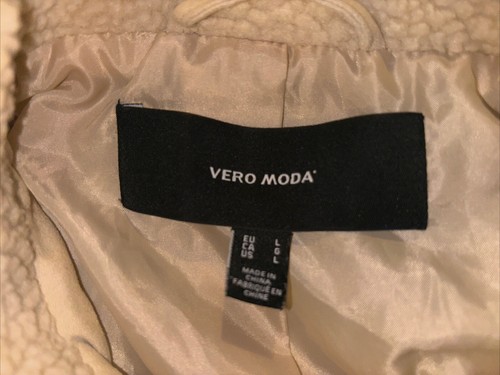 VERO MODA
EU L
CA G
US L
MADE IN
CHINA
FABRIQUÉ EN
CHINE